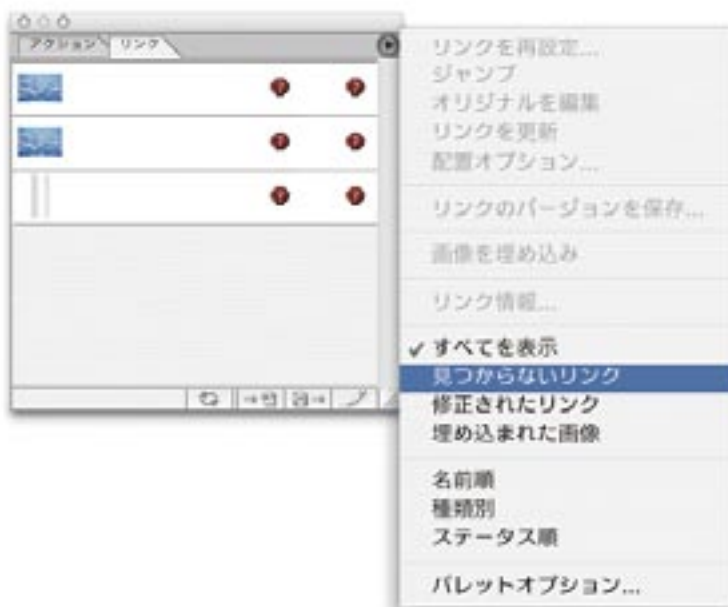 アクション リンク
リンクを再設定...
ジャンプ
オリジナルを編集
リンクを更新
配置オプション...
リンクのバージョンを保存...
画像を埋め込み
リンク情報...
✓ すべてを表示
見つからないリンク
修正されたリンク
埋め込まれた画像
名前順
種類別
ステータス順
パレットオプション...